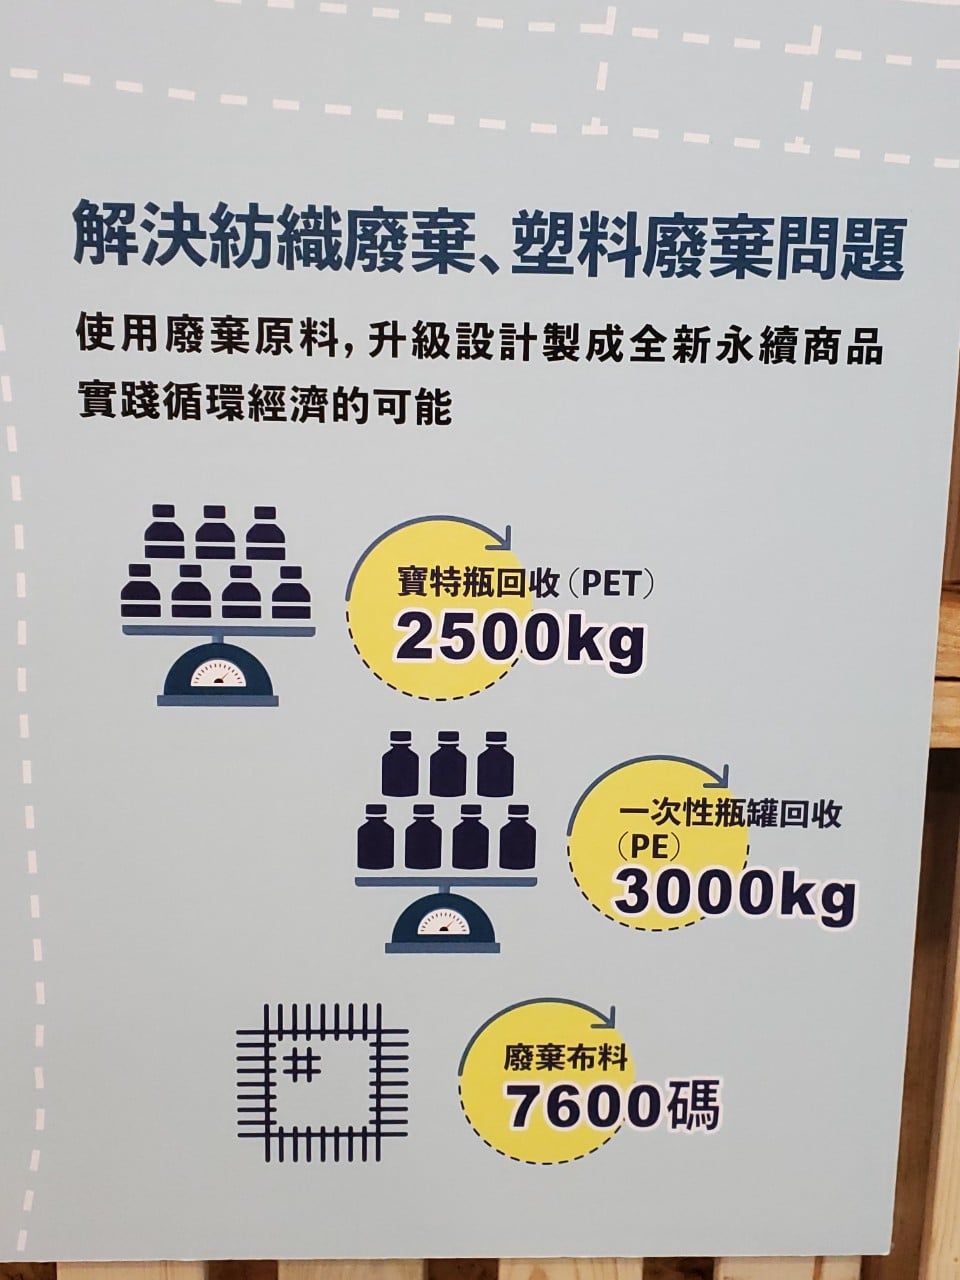 解決紡織廢棄、塑料廢棄問題
使用廢棄原料，升級設計製成全新永續商品
實踐循環經濟的可能
寶特瓶回收（PET）
2500kg
一次性瓶罐回收
（PE）
3000kg
廢棄布料
7600碼